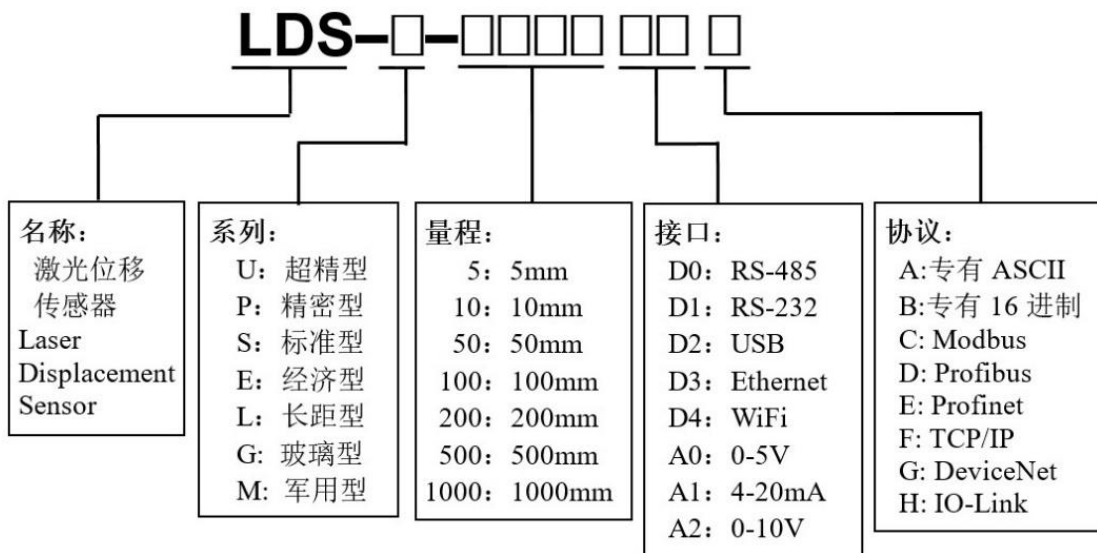 LDS-□-□□□□ □□ □
名称：
激光位移
传感器
Laser
Displacement
Sensor
系列：
U：超精型
P：精密型
S：标准型
E：经济型
L：长距型
G: 玻璃型
M: 军用型
量程：
5：5mm
10：10mm
50：50mm
100：100mm
200：200mm
500：500mm
1000：1000mm
接口：
D0：RS-485
D1：RS-232
D2：USB
D3：Ethernet
D4：WiFi
A0：0-5V
A1：4-20mA
A2：0-10V
协议：
A:专有 ASCII
B:专有 16 进制
C: Modbus
D: Profibus
E: Profinet
F: TCP/IP
G: DeviceNet
H: IO-Link